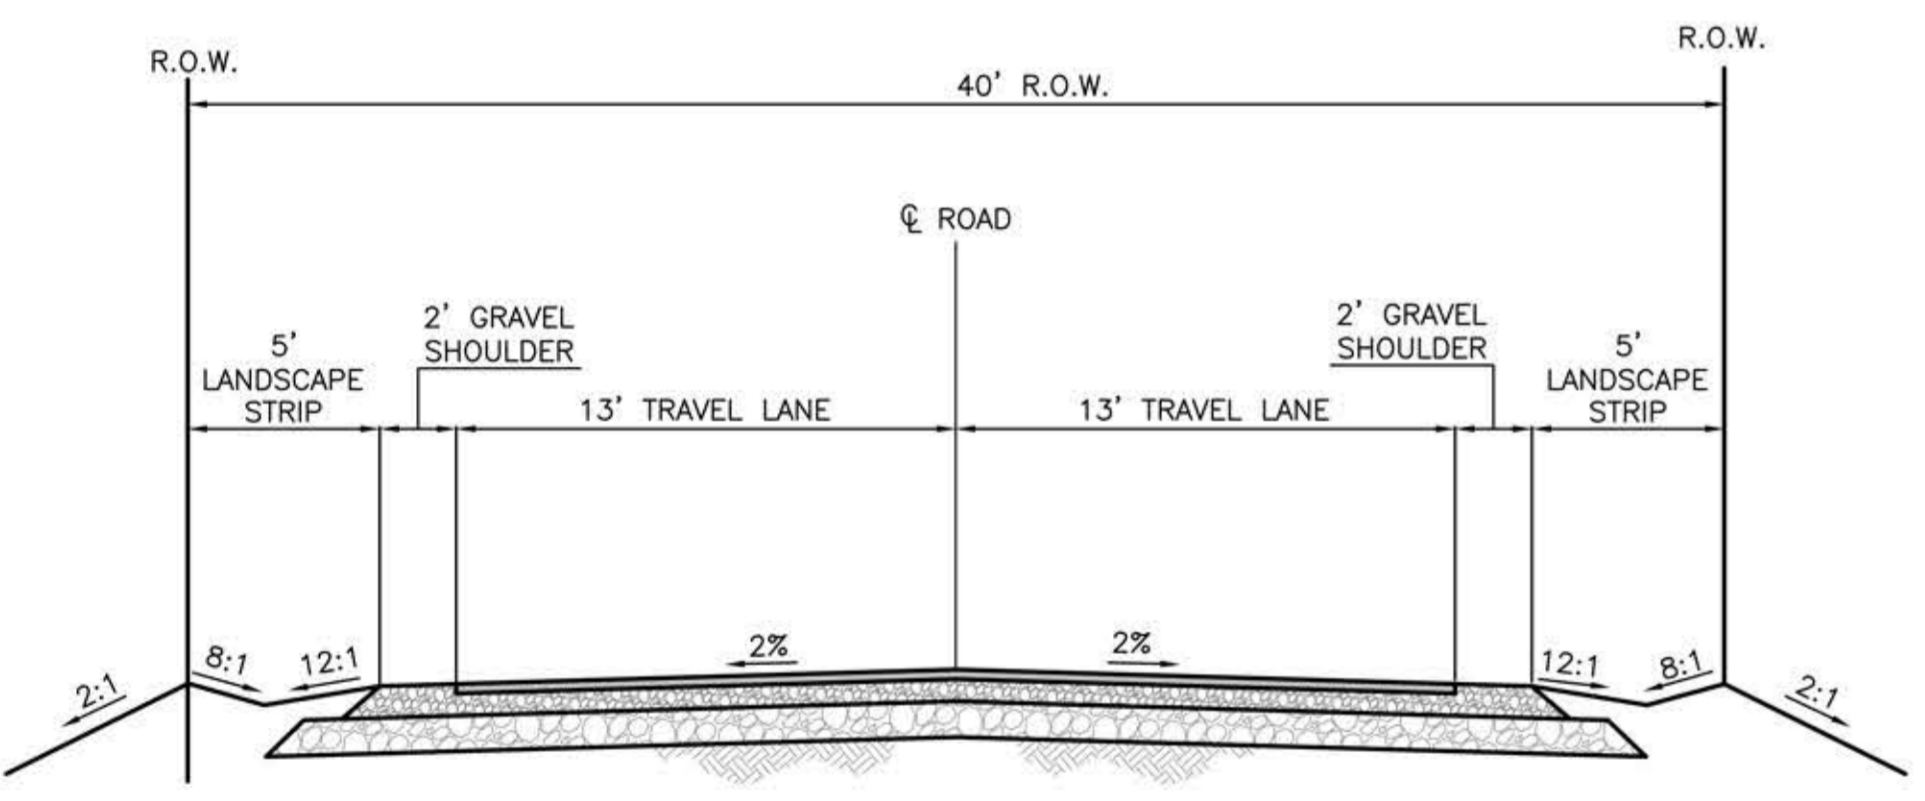 R.O.W.
R.O.W.
40' R.O.W.
℄ ROAD
2' GRAVEL
SHOULDER
2' GRAVEL
SHOULDER
5'
LANDSCAPE
STRIP
13' TRAVEL LANE
13' TRAVEL LANE
5'
LANDSCAPE
STRIP
2:1
8:1
12:1
2%
2%
12:1
8:1
2:1